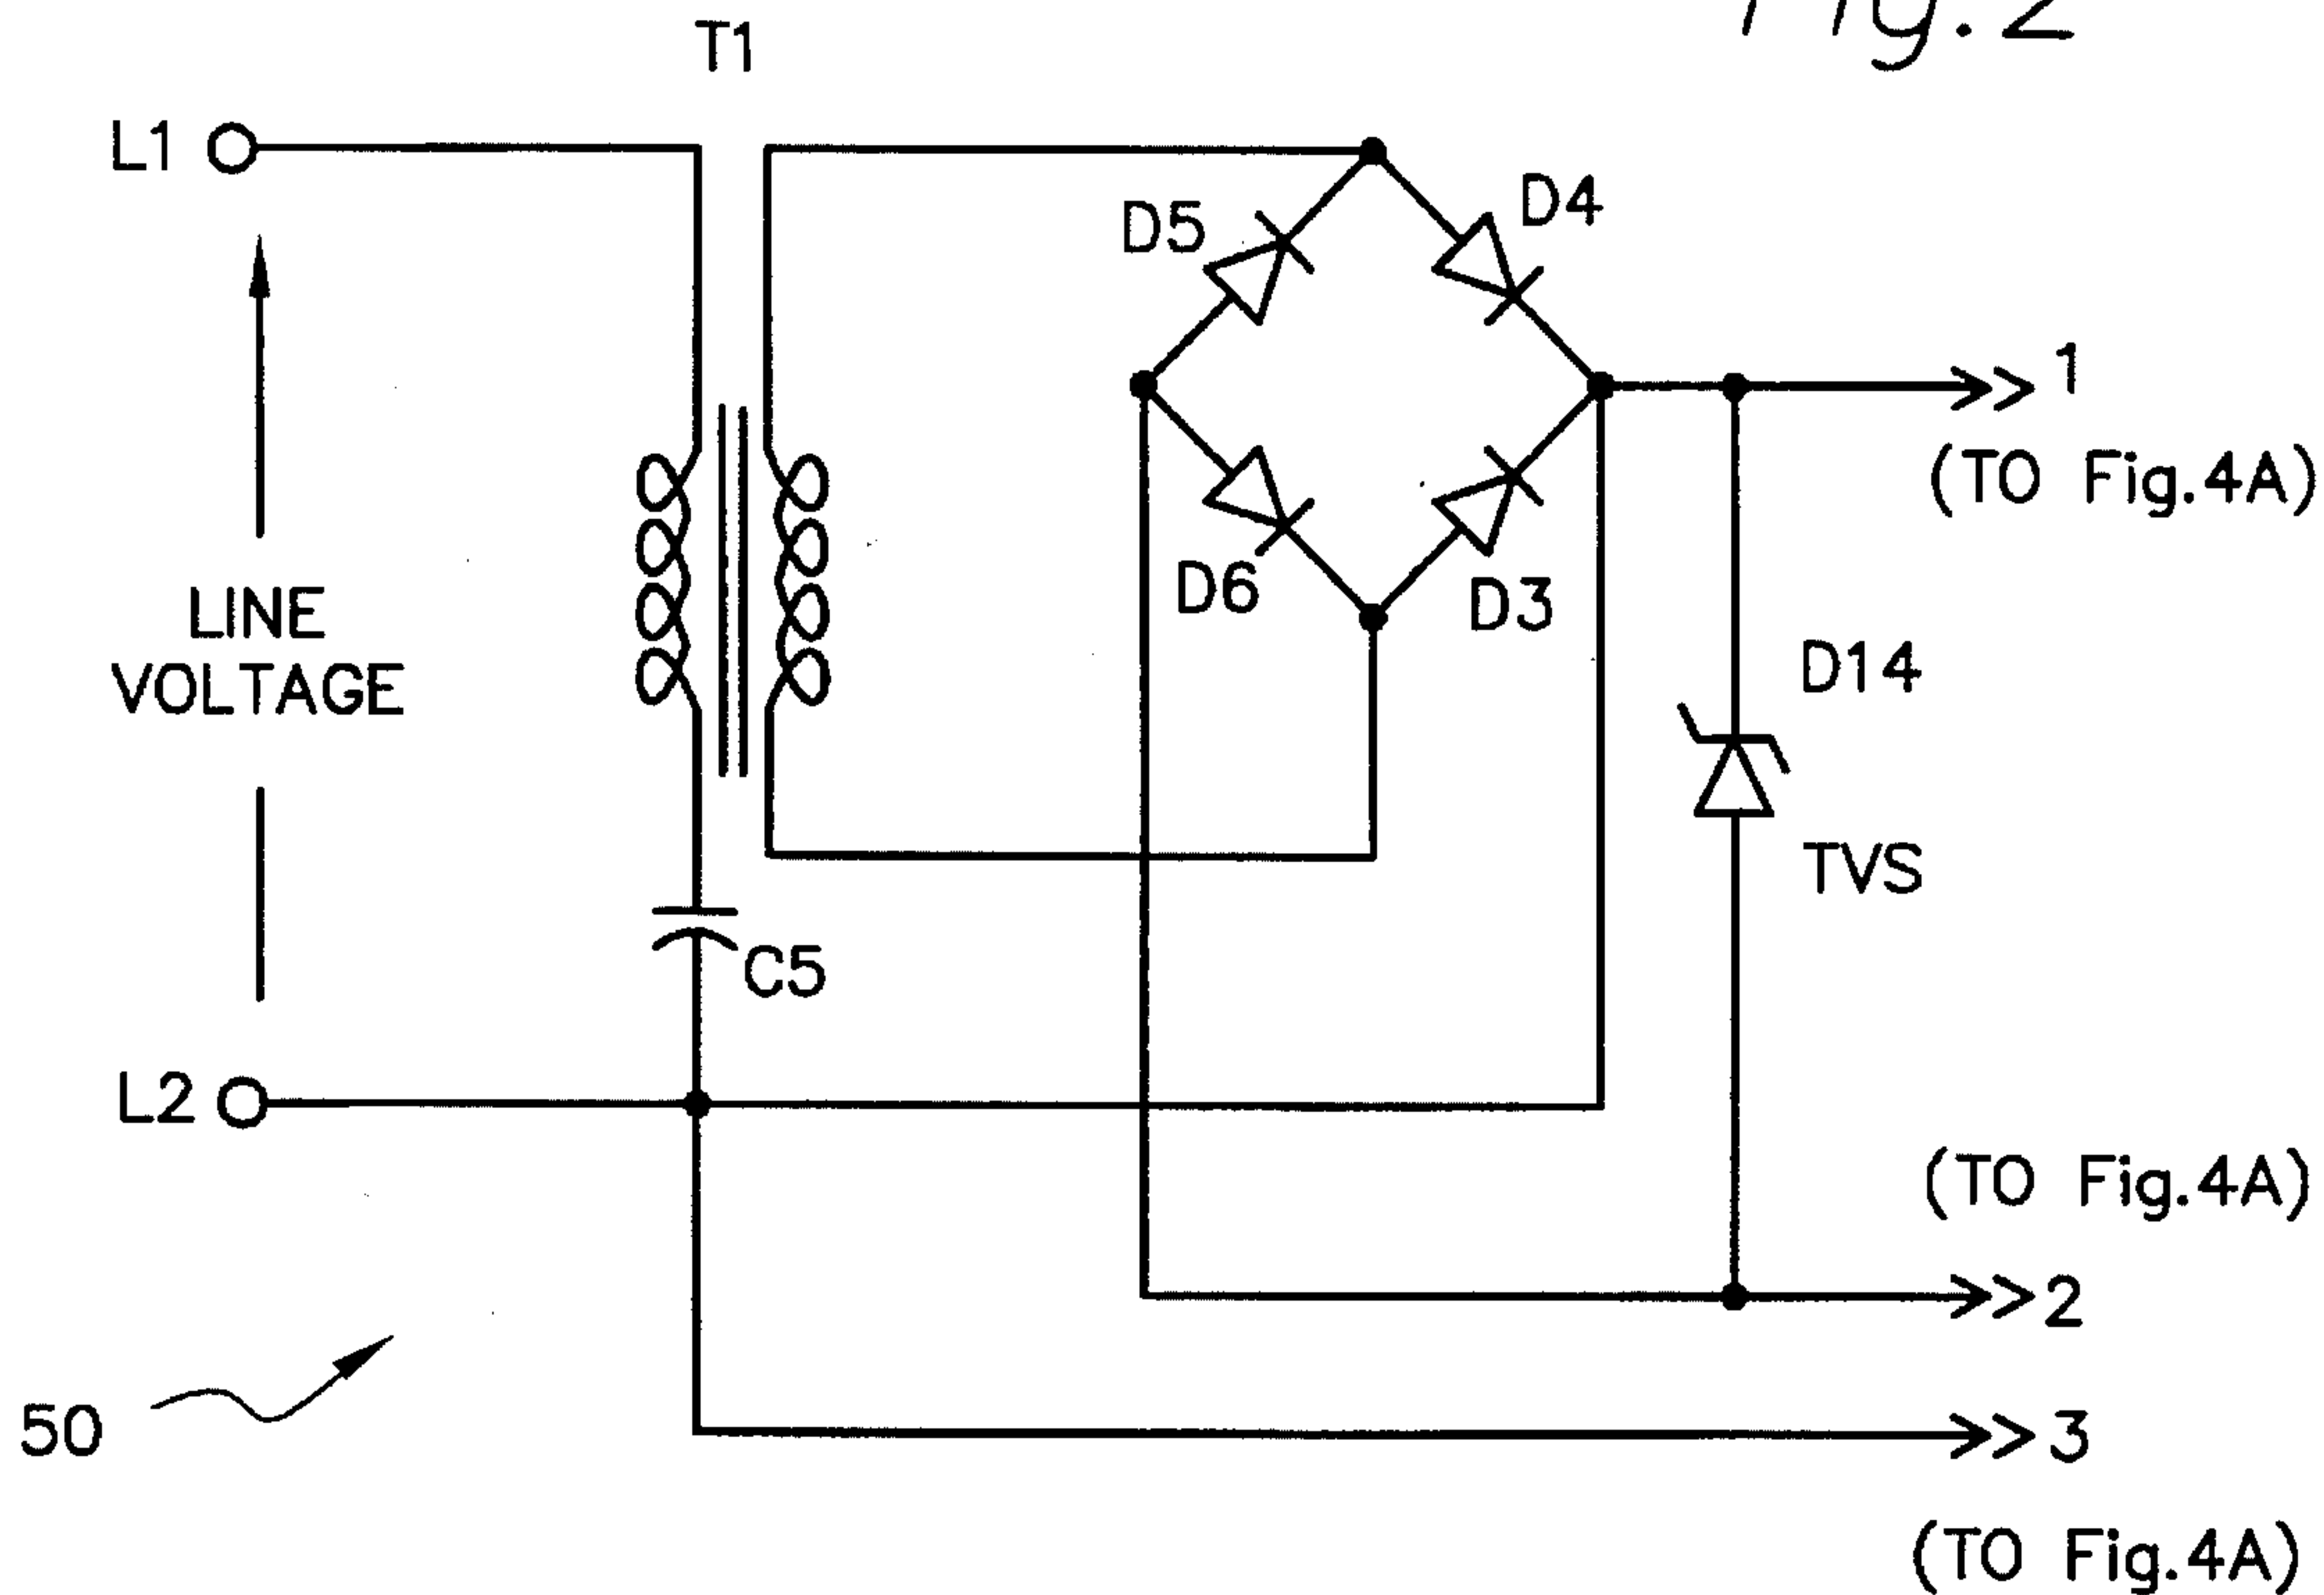 Fig.2
T1
L1
D5
D4
1
(TO Fig.4A)
LINE
VOLTAGE
D6
D3
D14
TVS
C5
L2
(TO Fig.4A)
2
50
3
(TO Fig.4A)